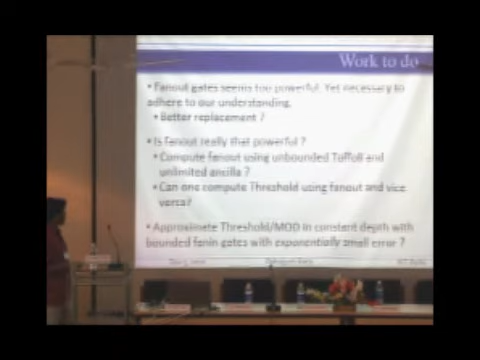 Work to do
• Fanout gates seems too powerful. Yet necessary to
adhere to our understanding.
• Better replacement ?
• Is fanout really that powerful ?
• Compute fanout using unbounded Toffoli and
unlimited ancilla ?
• Can one compute Threshold using fanout and vice
versa?
• Approximate Threshold/MOD in constant depth with
bounded fanin gates with exponentially small error ?